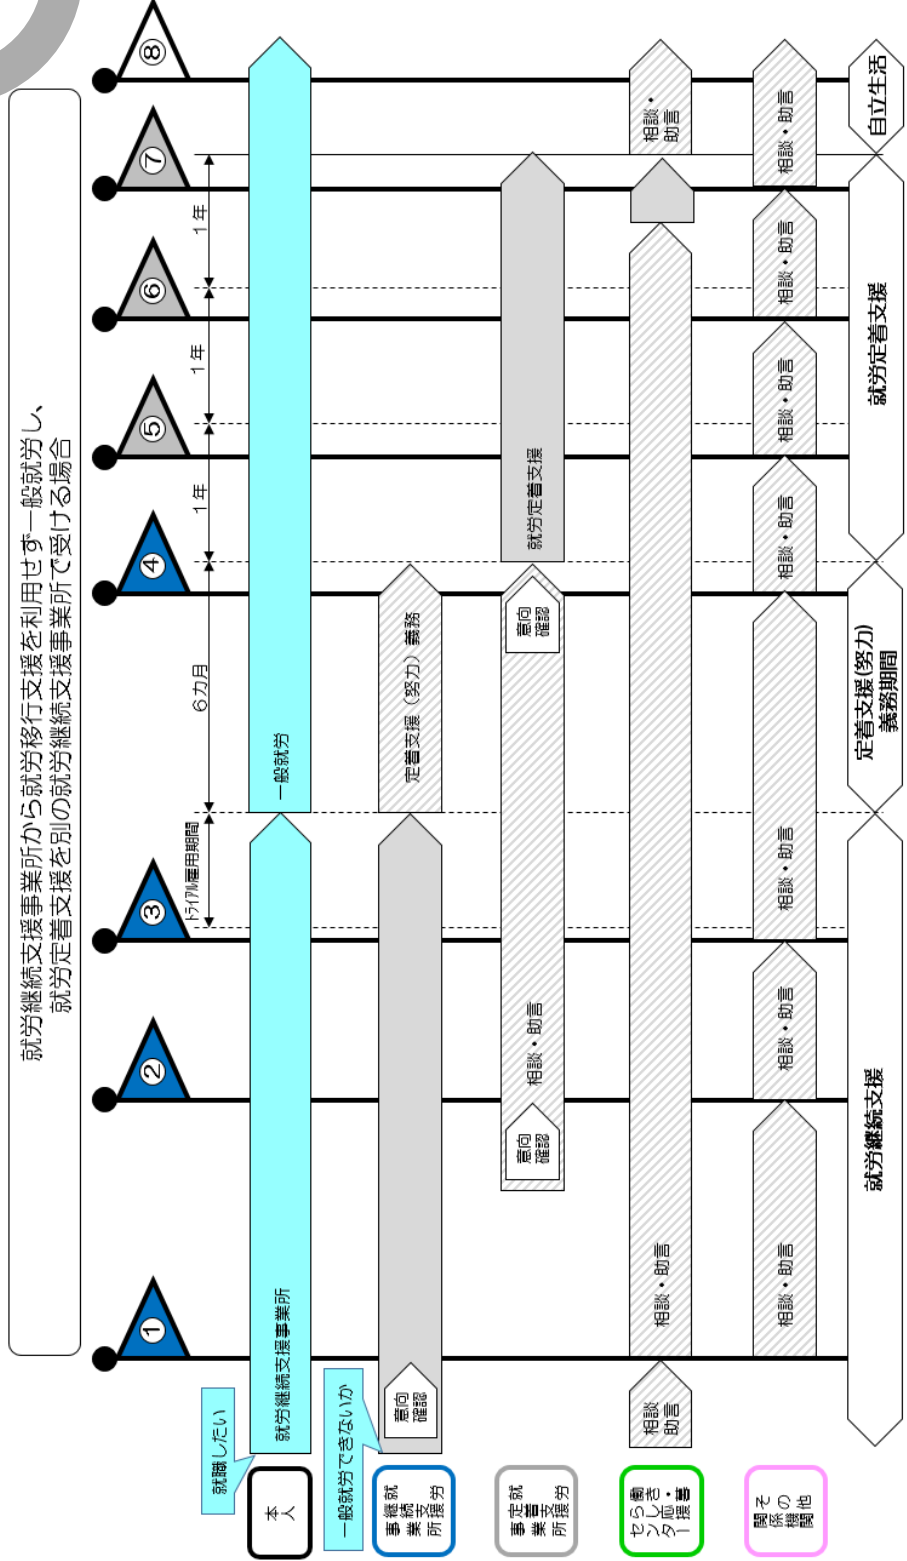 就労継続支援事業所から就労移行支援を利用せず一般就労し、
就労定着支援を別の就労継続支援事業所で受ける場合
①
②
③
④
⑤
⑥
⑦
⑧
トライアル雇用期間
6カ月
1年
1年
1年
就職したい
本人
就労継続支援事業所
一般就労
一般就労できないか
就労
継続支援
事業所
意向
確認
定着支援(努力)義務
就労
定着支援
事業所
意向
確認
相談・助言
意向
確認
就労定着支援
働き・暮
らし応援
センター
相談
助言
相談・助言
相談・
助言
その他
関係機関
相談・助言
相談・助言
相談・助言
相談・助言
相談・助言
相談・助言
相談・助言
就労継続支援
定着支援(努力)
義務期間
就労定着支援
自立生活